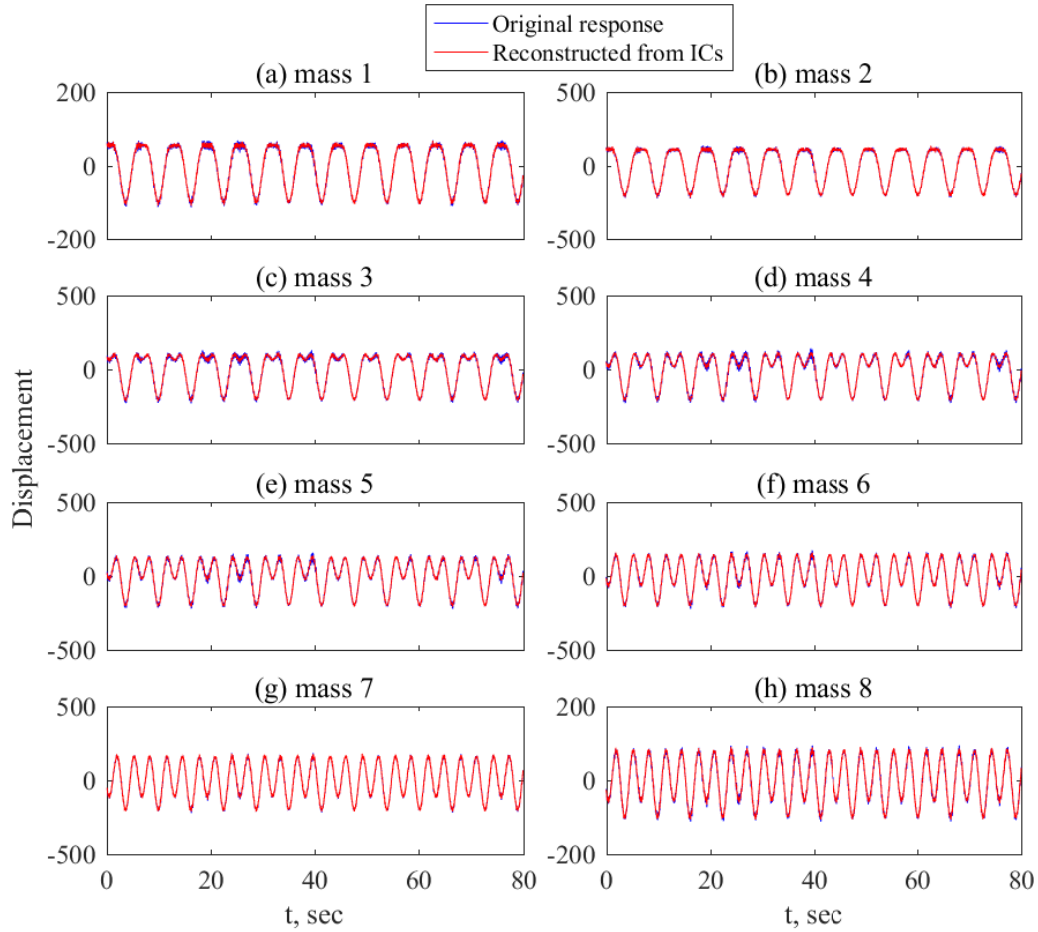 Original response
Reconstructed from ICs
(a) mass 1
(b) mass 2
200
0
-200
500
0
-500
(c) mass 3
(d) mass 4
500
0
-500
500
0
-500
Displacement
(e) mass 5
(f) mass 6
500
0
-500
500
0
-500
(g) mass 7
(h) mass 8
500
0
-500
0 20 40 60 80
t, sec
200
0
-200
0 20 40 60 80
t, sec